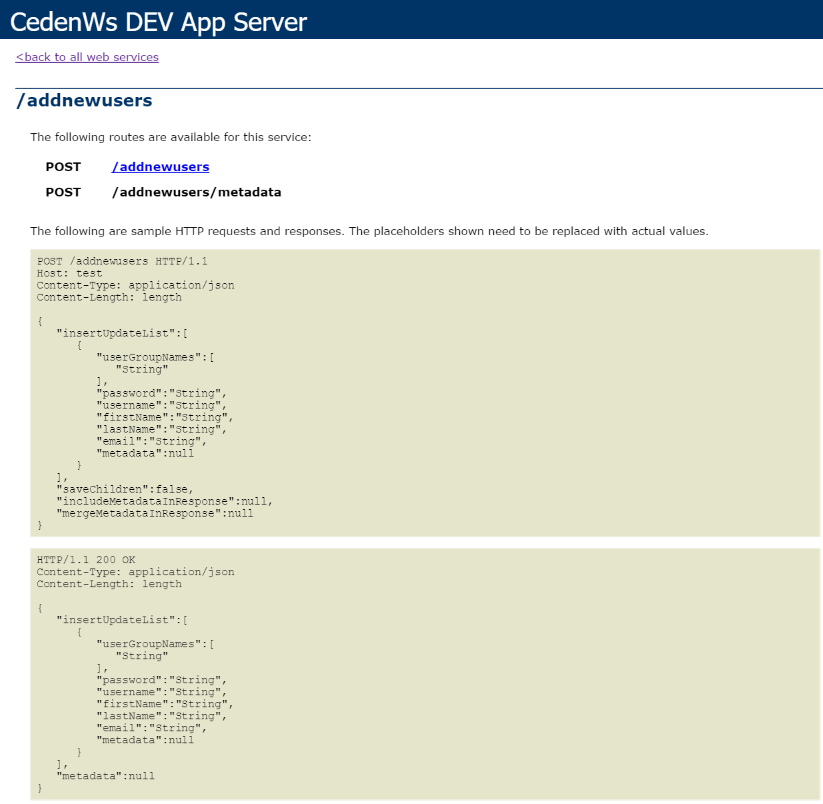 CedenWs DEV App Server
<back to all web services
/addnewusers
The following routes are available for this service:
POST /addnewusers
POST /addnewusers/metadata
The following are sample HTTP requests and responses. The placeholders shown need to be replaced with actual values.
POST /addnewusers HTTP/1.1
Host: test
Content-Type: application/json
Content-Length: length
{
   "insertUpdateList":[
      {
         "userGroupNames":[
            "String"
         ],
         "password":"String",
         "username":"String",
         "firstName":"String",
         "lastName":"String",
         "email":"String",
         "metadata":null
      }
   ],
   "saveChildren":false,
   "includeMetadataInResponse":null,
   "mergeMetadataInResponse":null
}
HTTP/1.1 200 OK
Content-Type: application/json
Content-Length: length
{
   "insertUpdateList":[
      {
         "userGroupNames":[
            "String"
         ],
         "password":"String",
         "username":"String",
         "firstName":"String",
         "lastName":"String",
         "email":"String",
         "metadata":null
      }
   ],
   "metadata":null
}